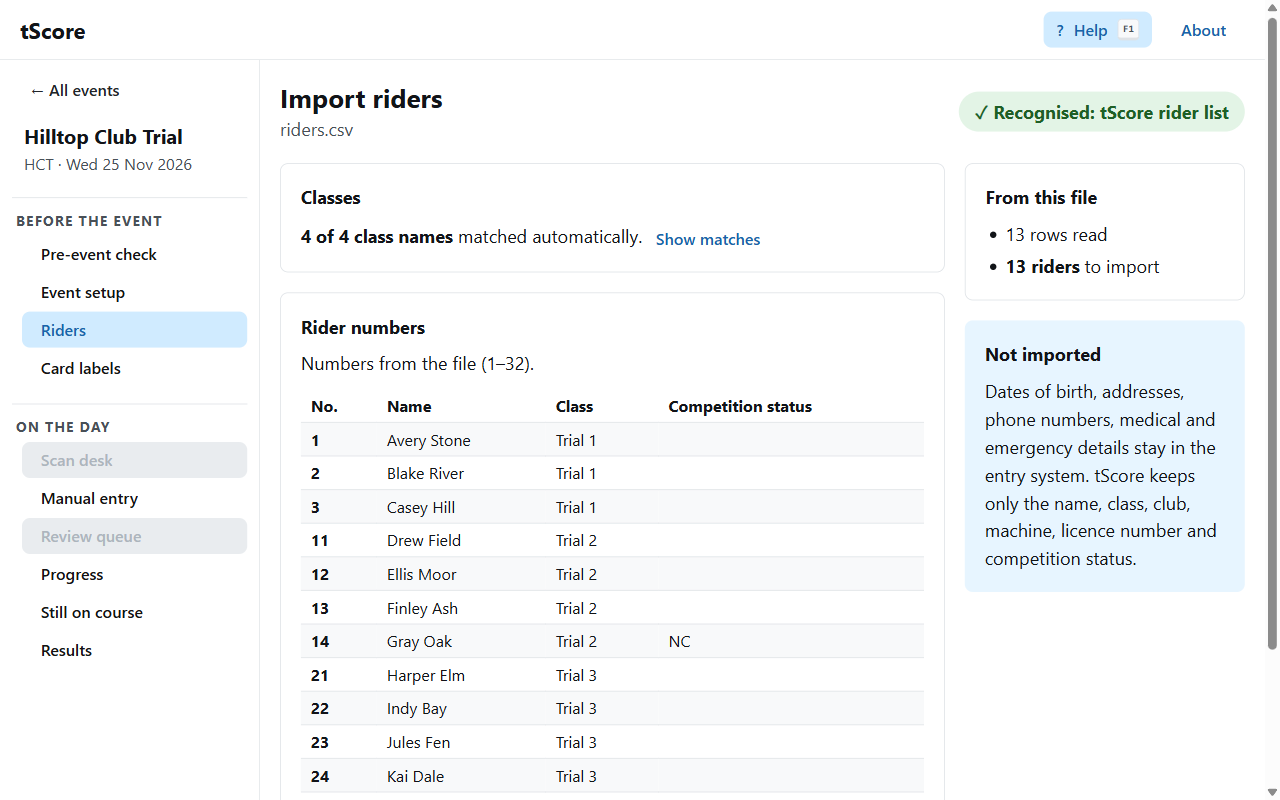 tScore
? Help F1
About
← All events
Hilltop Club Trial
HCT · Wed 25 Nov 2026
BEFORE THE EVENT
Pre-event check
Event setup
Riders
Card labels
ON THE DAY
Scan desk
Manual entry
Review queue
Progress
Still on course
Results
Import riders
riders.csv
✓ Recognised: tScore rider list
Classes
4 of 4 class names matched automatically. Show matches
Rider numbers
Numbers from the file (1–32).
No. Name Class Competition status
1 Avery Stone Trial 1
2 Blake River Trial 1
3 Casey Hill Trial 1
11 Drew Field Trial 2
12 Ellis Moor Trial 2
13 Finley Ash Trial 2
14 Gray Oak Trial 2 NC
21 Harper Elm Trial 3
22 Indy Bay Trial 3
23 Jules Fen Trial 3
24 Kai Dale Trial 3
From this file
• 13 rows read
• 13 riders to import
Not imported
Dates of birth, addresses,
phone numbers, medical and
emergency details stay in the
entry system. tScore keeps
only the name, class, club,
machine, licence number and
competition status.